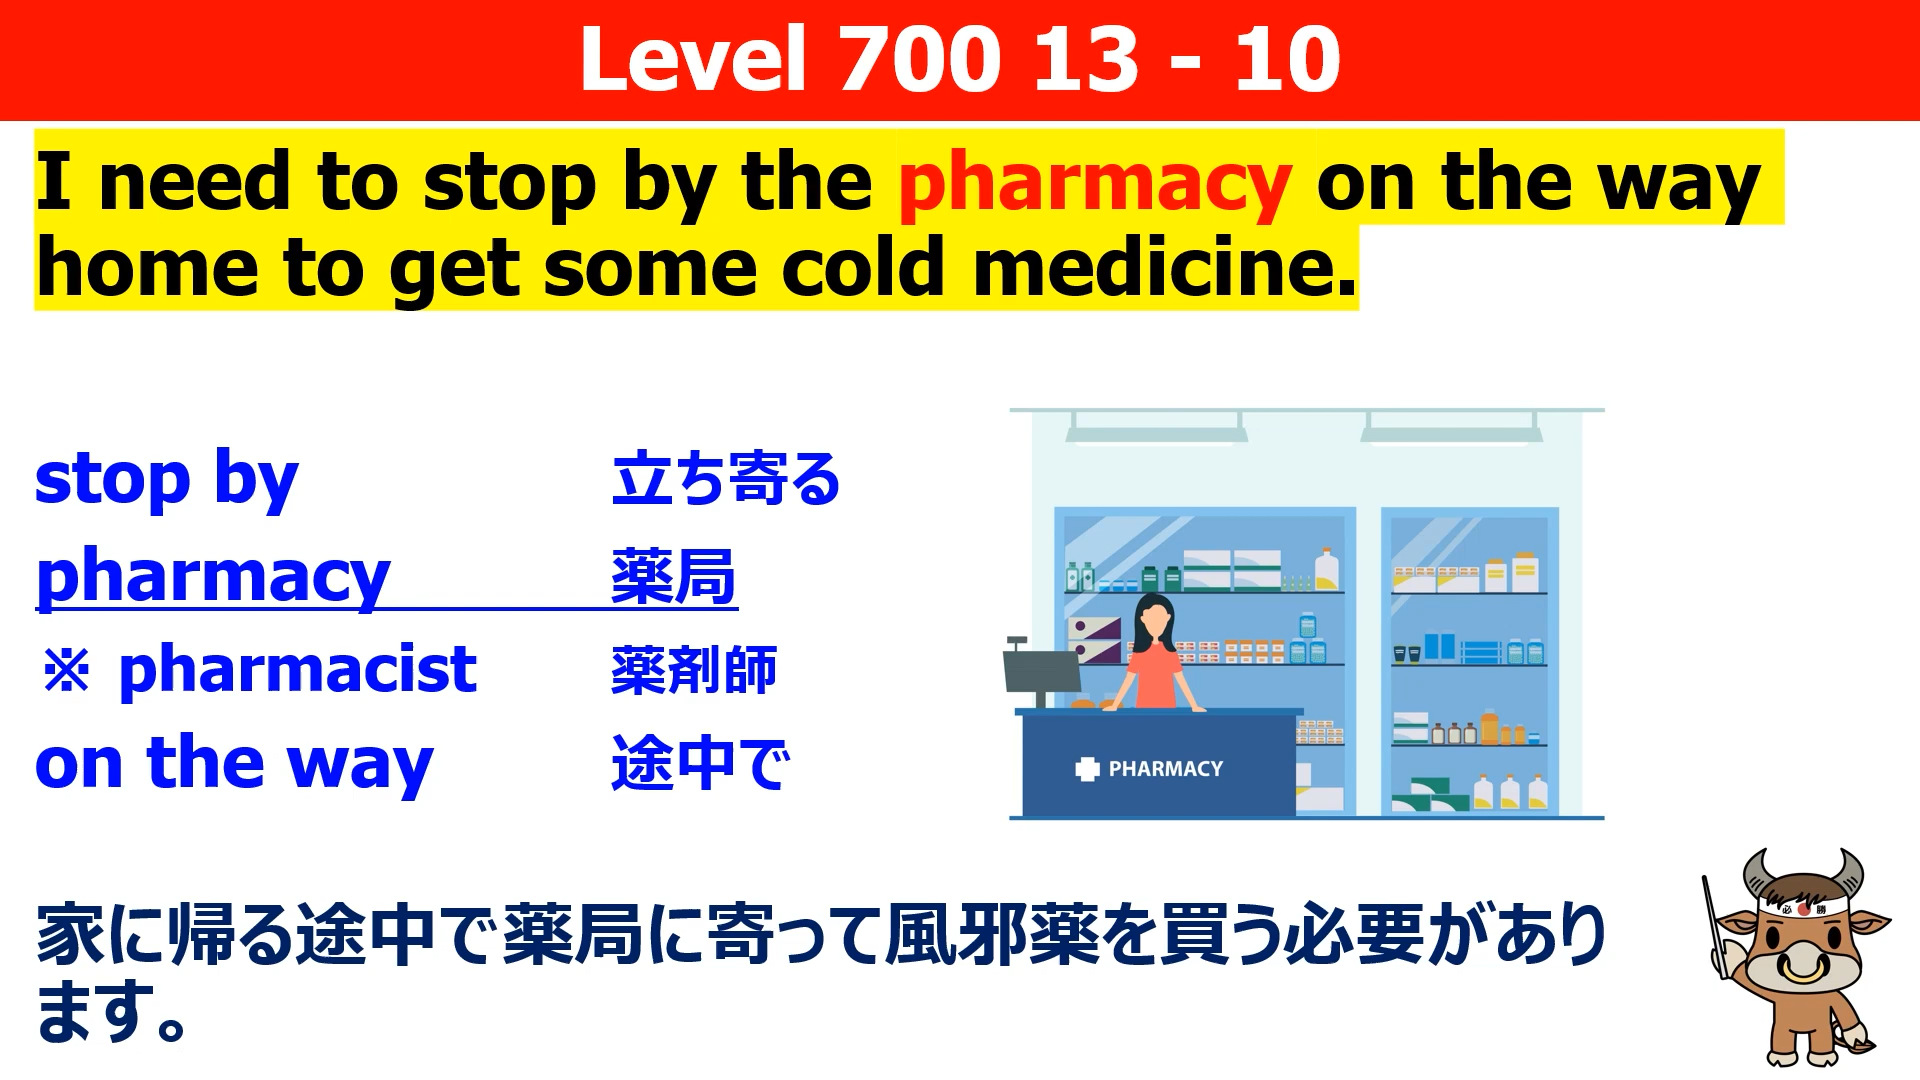 Level 700 13 - 10
I need to stop by the pharmacy on the way
home to get some cold medicine.
stop by 立ち寄る
pharmacy 薬局
※ pharmacist 薬剤師
on the way 途中で
PHARMACY
家に帰る途中で薬局に寄って風邪薬を買う必要があり
ます。
必 勝